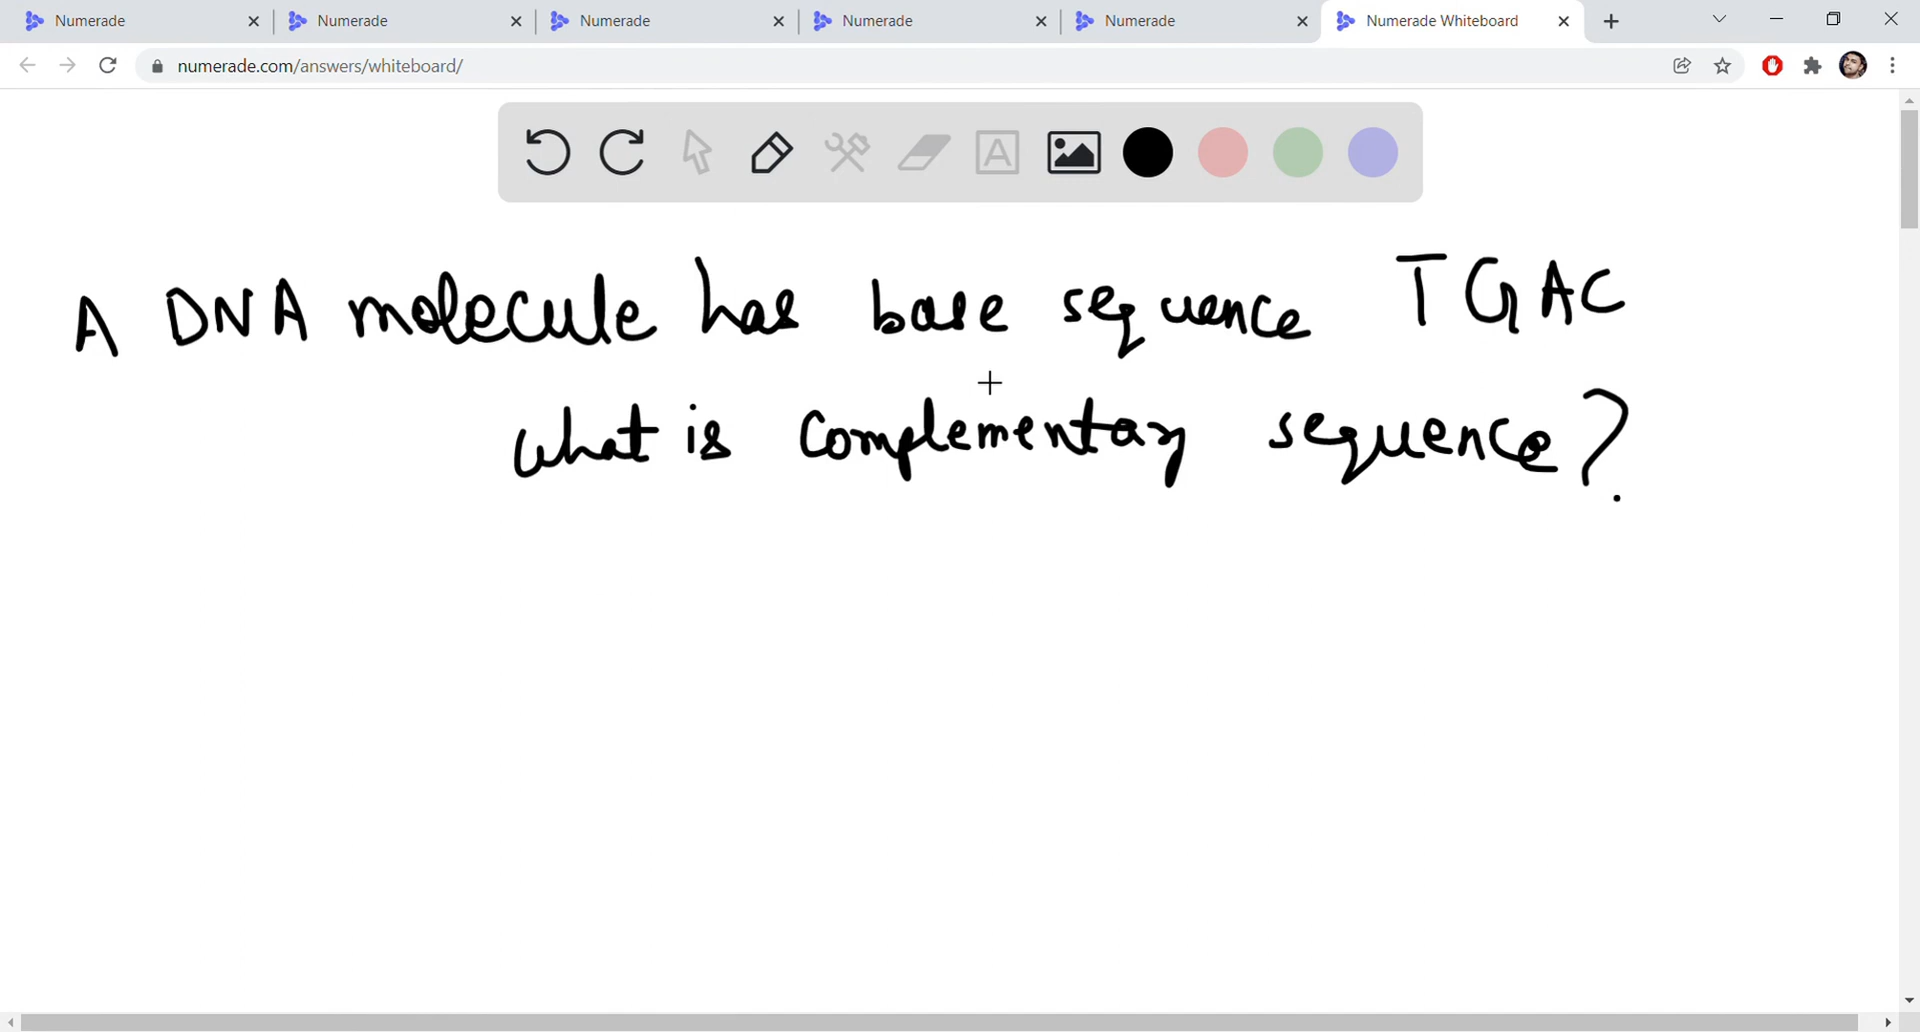 Numerade Numerade Numerade Numerade Numerade Numerade Whiteboard
numerade.com/answers/whiteboard/
A
A DNA molecule has base sequence TGAC
what is complementary sequence?